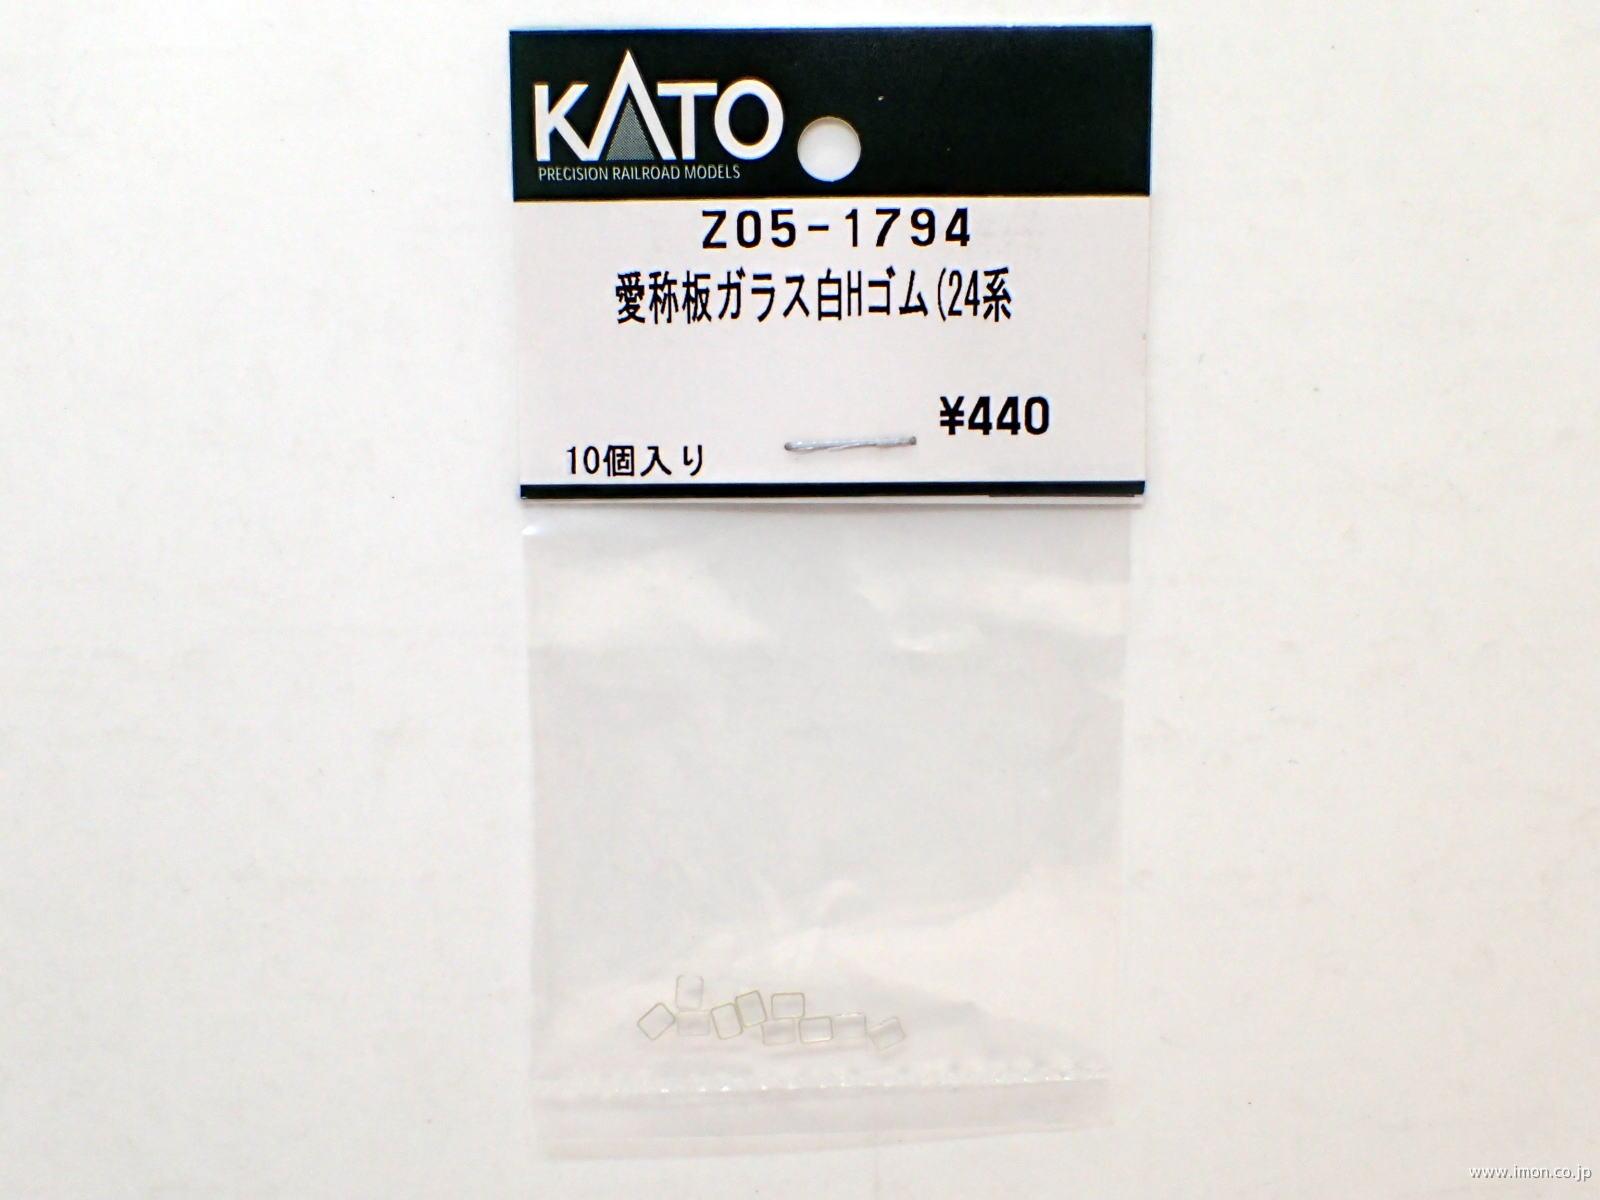 KATO
PRECISION RAILROAD MODELS
Z05-1794
愛称板ガラス白Hゴム(24系
¥440
10個入り
www.imon.co.jp